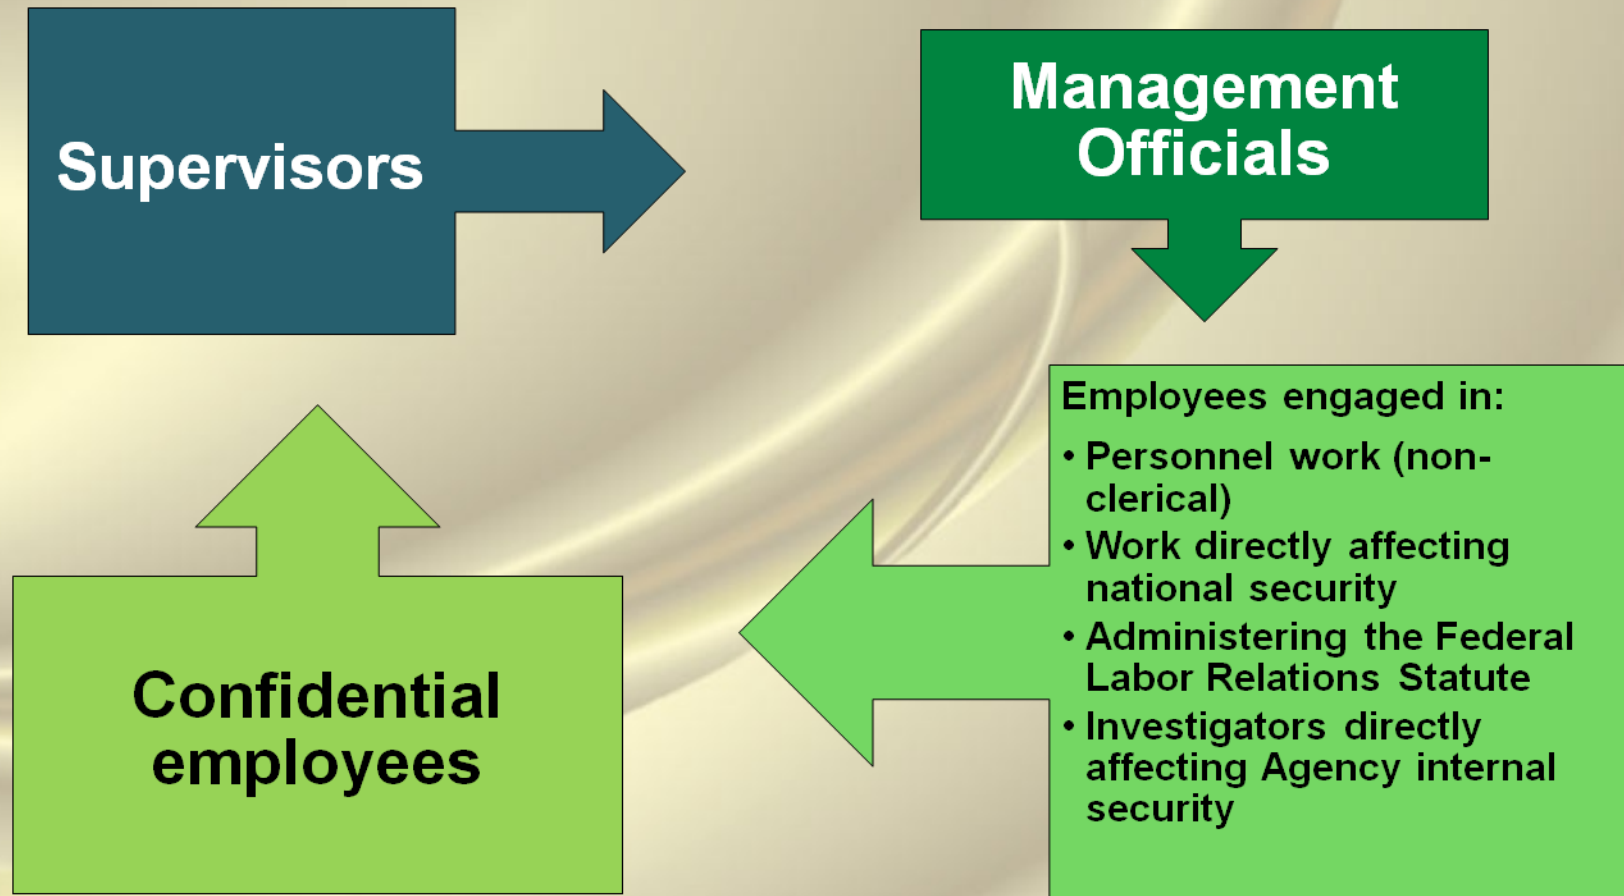 Supervisors
Management
Officials
Employees engaged in:
• Personnel work (non-
clerical)
• Work directly affecting
national security
• Administering the Federal
Labor Relations Statute
• Investigators directly
affecting Agency internal
security
Confidential
employees